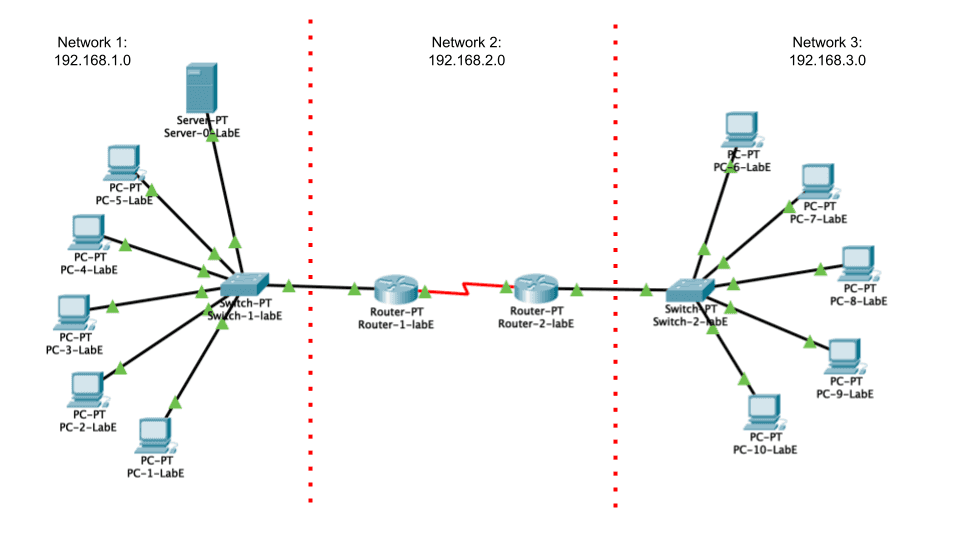 Network 1:
192.168.1.0
Network 2:
192.168.2.0
Network 3:
192.168.3.0
Server-PT
Server-0-LabE
PC-PT
PC-5-LabE
PC-PT
PC-4-LabE
PC-PT
PC-3-LabE
PC-PT
PC-2-LabE
PC-PT
PC-1-LabE
Switch-PT
Switch-1-labE
Router-PT
Router-1-labE
Router-PT
Router-2-labE
Switch-PT
Switch-2-labE
PC-PT
PC-6-LabE
PC-PT
PC-7-LabE
PC-PT
PC-8-LabE
PC-PT
PC-9-LabE
PC-PT
PC-10-LabE